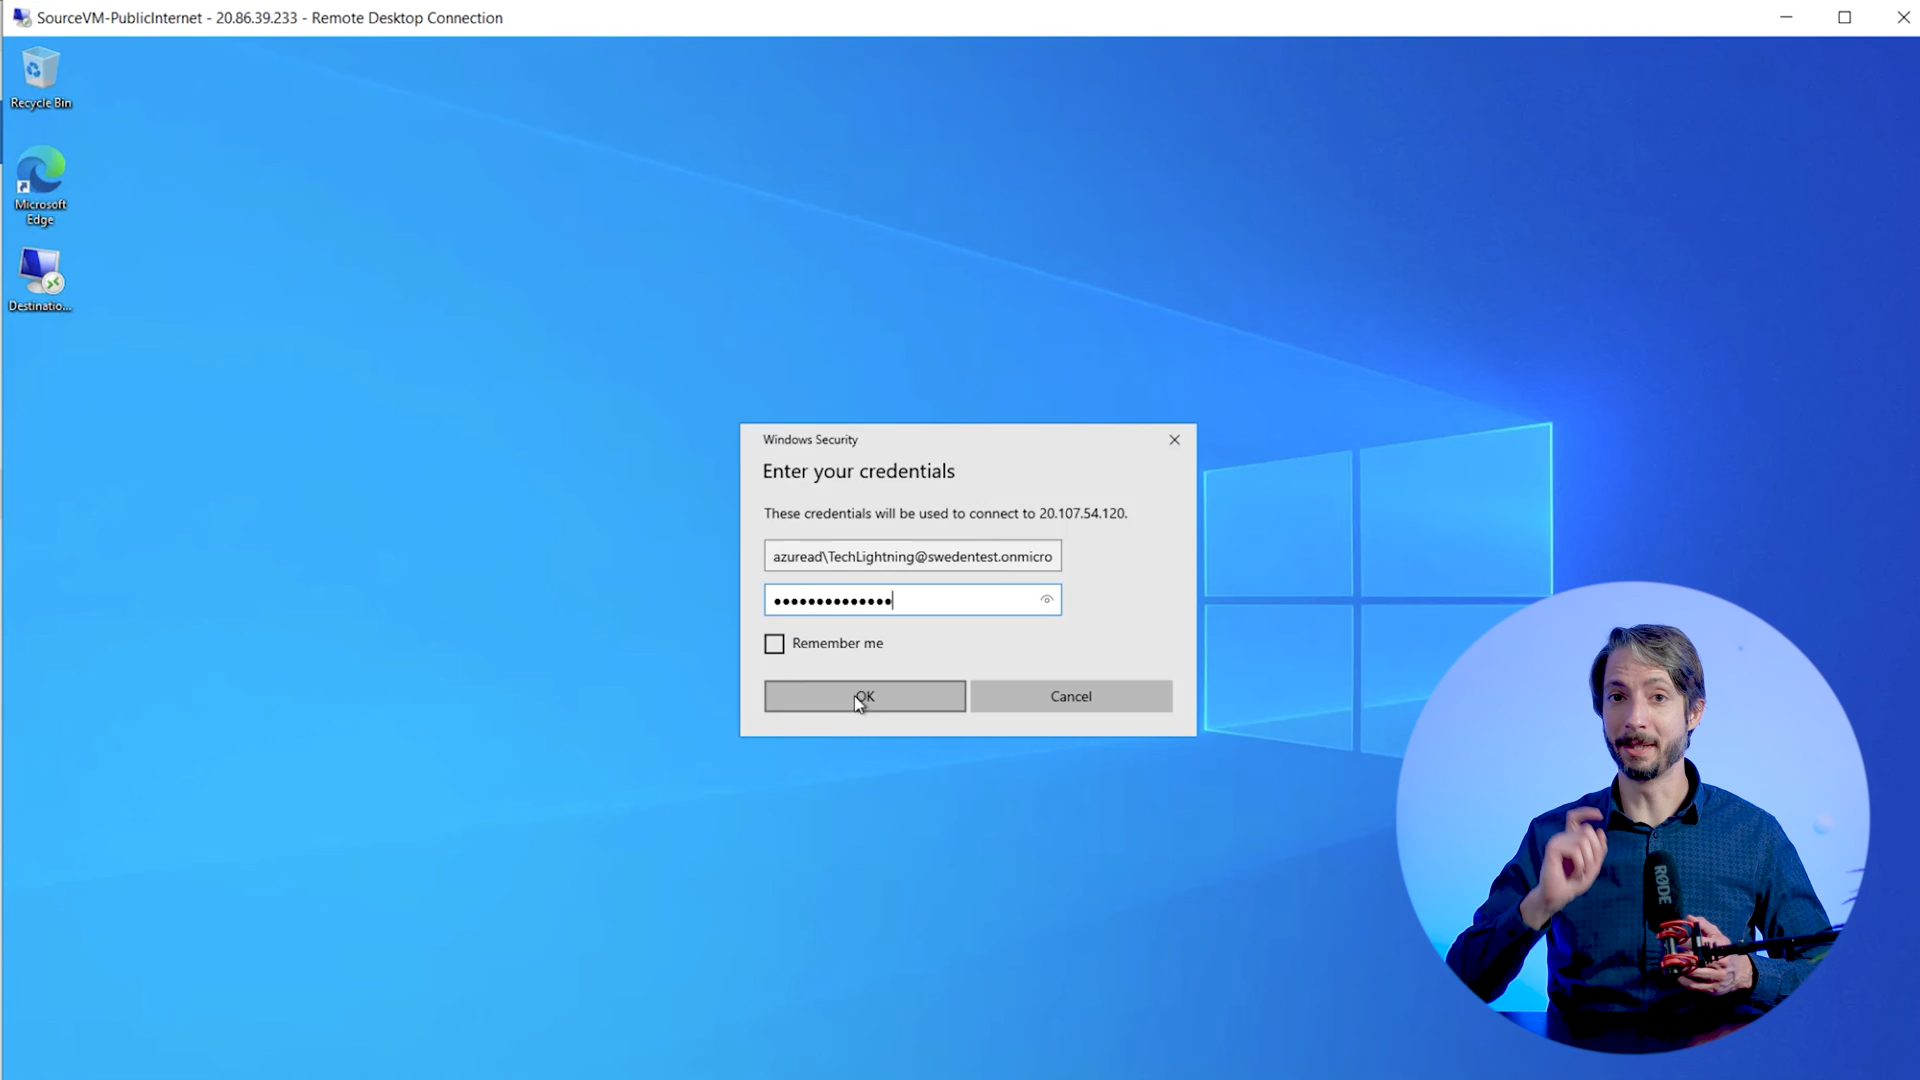 SourceVM-PublicInternet - 20.86.39.233 - Remote Desktop Connection
Recycle Bin
Microsoft
Edge
Destinatio...
Windows Security
Enter your credentials
These credentials will be used to connect to 20.107.54.120.
azuread\TechLightning@swedentest.onmicro
●●●●●●●●●●●●●●
Remember me
OK
Cancel
RØDE